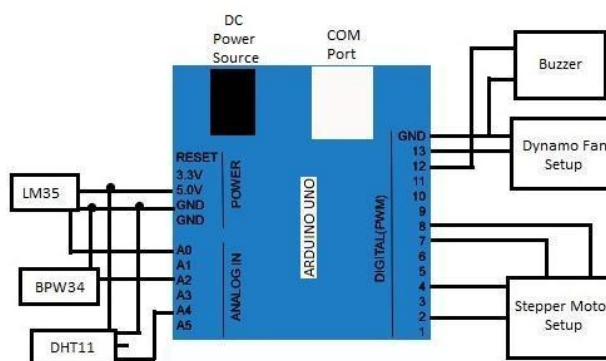 DC
Power
Source
COM
Port
Buzzer
Dynamo Fan
Setup
Stepper Motor
Setup
LM35
BPW34
DHT11
RESET
3.3V
5.0V
GND
GND
POWER
A0
A1
A2
A3
A4
A5
ANALOG IN
ARDUINO UNO
DIGITAL(PWM)
GND
13
12
11
10
9
8
7
6
5
4
3
2
1